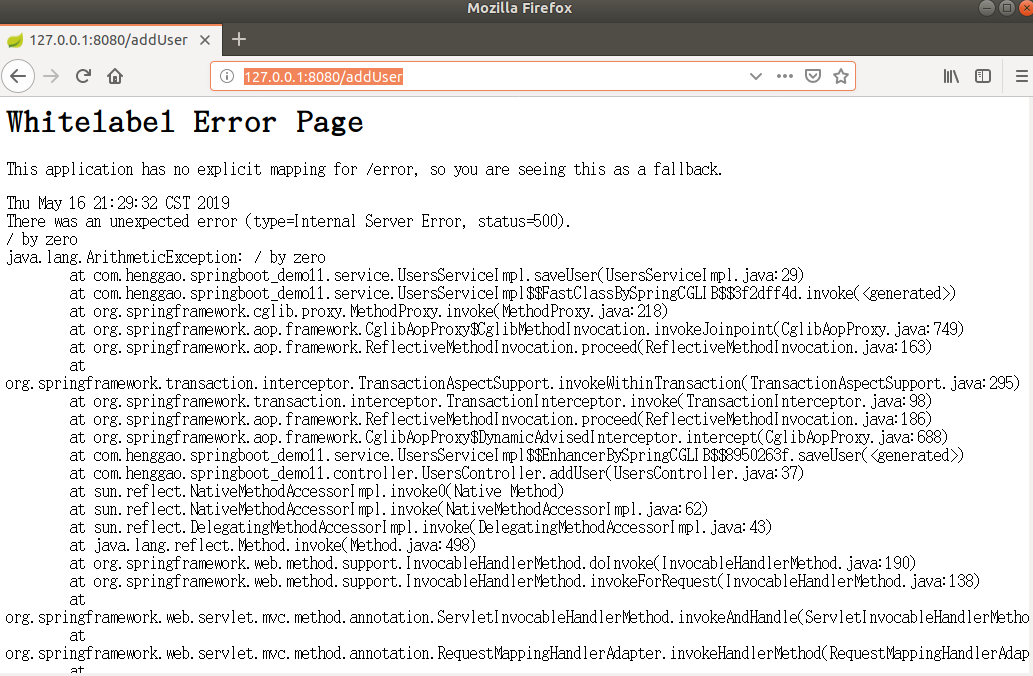 Mozilla Firefox
127.0.0.1:8080/addUser
127.0.0.1:8080/addUser
Whitelabel Error Page
This application has no explicit mapping for /error, so you are seeing this as a fallback.
Thu May 16 21:29:32 CST 2019
There was an unexpected error (type=Internal Server Error, status=500).
/ by zero
java.lang.ArithmeticException: / by zero
at com.henggao.springboot_demo11.service.UsersServiceImpl.saveUser(UsersServiceImpl.java:29)
at com.henggao.springboot_demo11.service.UsersServiceImpl$$FastClassBySpringCGLIB$$3f2dff4d.invoke(<generated>)
at org.springframework.cglib.proxy.MethodProxy.invoke(MethodProxy.java:218)
at org.springframework.aop.framework.CglibAopProxy$CglibMethodInvocation.invokeJoinpoint(CglibAopProxy.java:749)
at org.springframework.aop.framework.ReflectiveMethodInvocation.proceed(ReflectiveMethodInvocation.java:163)
at
org.springframework.transaction.interceptor.TransactionAspectSupport.invokeWithinTransaction(TransactionAspectSupport.java:295)
at org.springframework.transaction.interceptor.TransactionInterceptor.invoke(TransactionInterceptor.java:98)
at org.springframework.aop.framework.ReflectiveMethodInvocation.proceed(ReflectiveMethodInvocation.java:186)
at org.springframework.aop.framework.CglibAopProxy$DynamicAdvisedInterceptor.intercept(CglibAopProxy.java:688)
at com.henggao.springboot_demo11.service.UsersServiceImpl$$EnhancerBySpringCGLIB$$8950263f.saveUser(<generated>)
at com.henggao.springboot_demo11.controller.UsersController.addUser(UsersController.java:37)
at sun.reflect.NativeMethodAccessorImpl.invoke0(Native Method)
at sun.reflect.NativeMethodAccessorImpl.invoke(NativeMethodAccessorImpl.java:62)
at sun.reflect.DelegatingMethodAccessorImpl.invoke(DelegatingMethodAccessorImpl.java:43)
at java.lang.reflect.Method.invoke(Method.java:498)
at org.springframework.web.method.support.InvocableHandlerMethod.doInvoke(InvocableHandlerMethod.java:190)
at org.springframework.web.method.support.InvocableHandlerMethod.invokeForRequest(InvocableHandlerMethod.java:138)
at
org.springframework.web.servlet.mvc.method.annotation.ServletInvocableHandlerMethod.invokeAndHandle(ServletInvocableHandlerMetho
at
org.springframework.web.servlet.mvc.method.annotation.RequestMappingHandlerAdapter.invokeHandlerMethod(RequestMappingHandlerAdap
at